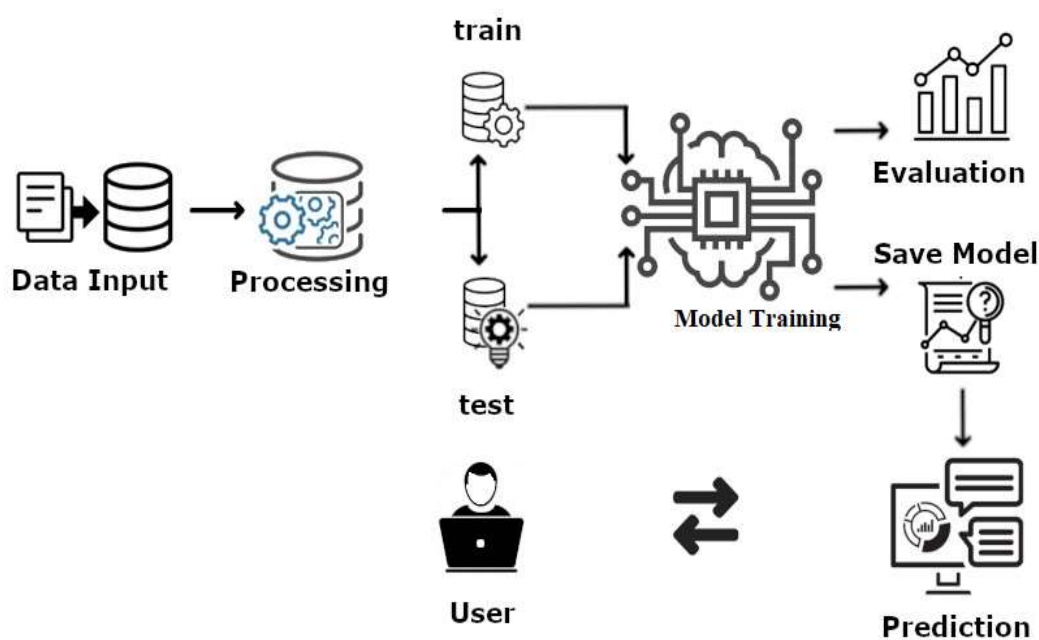 train
Evaluation
Data Input
Processing
Save Model
Model Training
test
User
Prediction